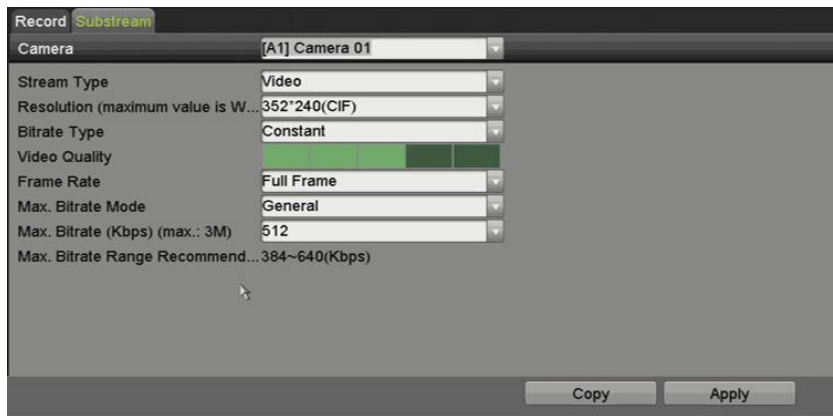 Record Substream
Camera [A1] Camera 01
Stream Type Video
Resolution (maximum value is W... 352*240(CIF)
Bitrate Type Constant
Video Quality
Frame Rate Full Frame
Max. Bitrate Mode General
Max. Bitrate (Kbps) (max.: 3M) 512
Max. Bitrate Range Recommend... 384~640(Kbps)
Copy Apply